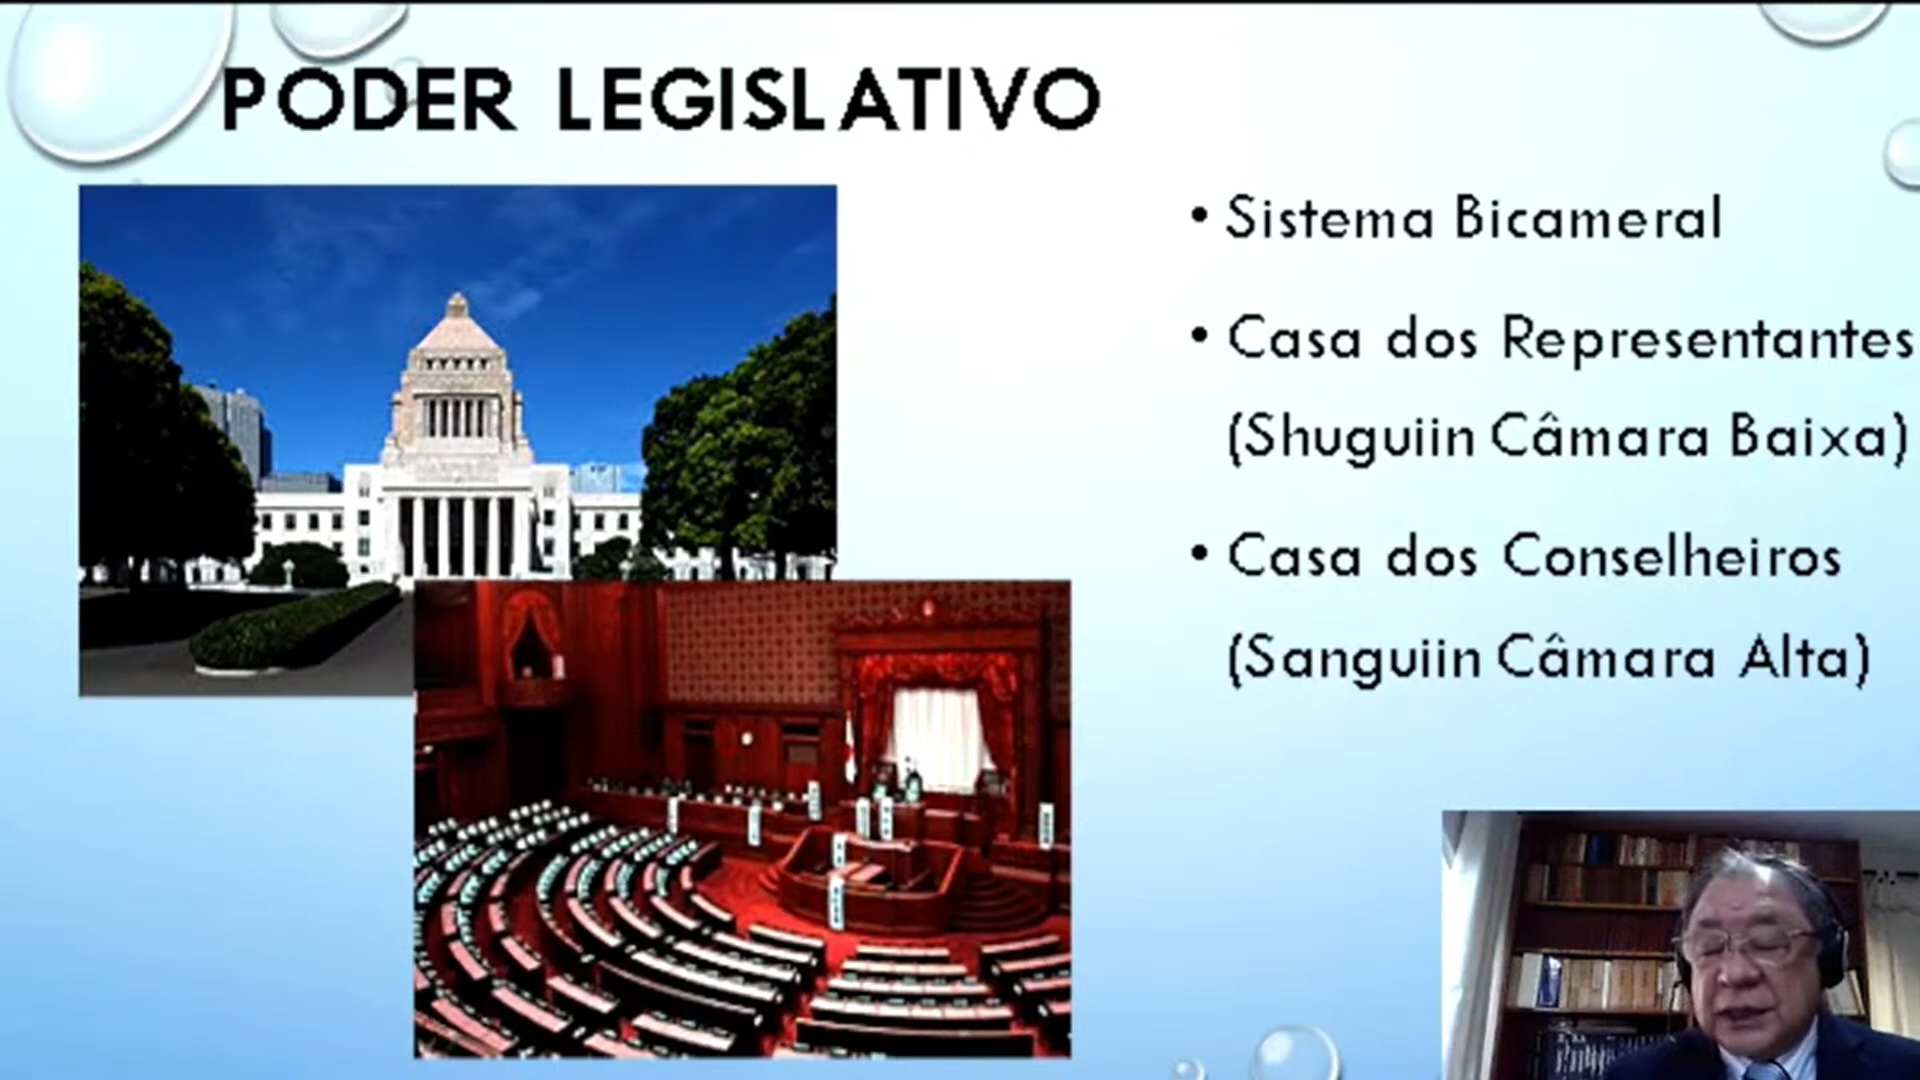 PODER LEGISLATIVO
• Sistema Bicameral
• Casa dos Representantes
(Shuguiin Câmara Baixa)
• Casa dos Conselheiros
(Sanguiin Câmara Alta)